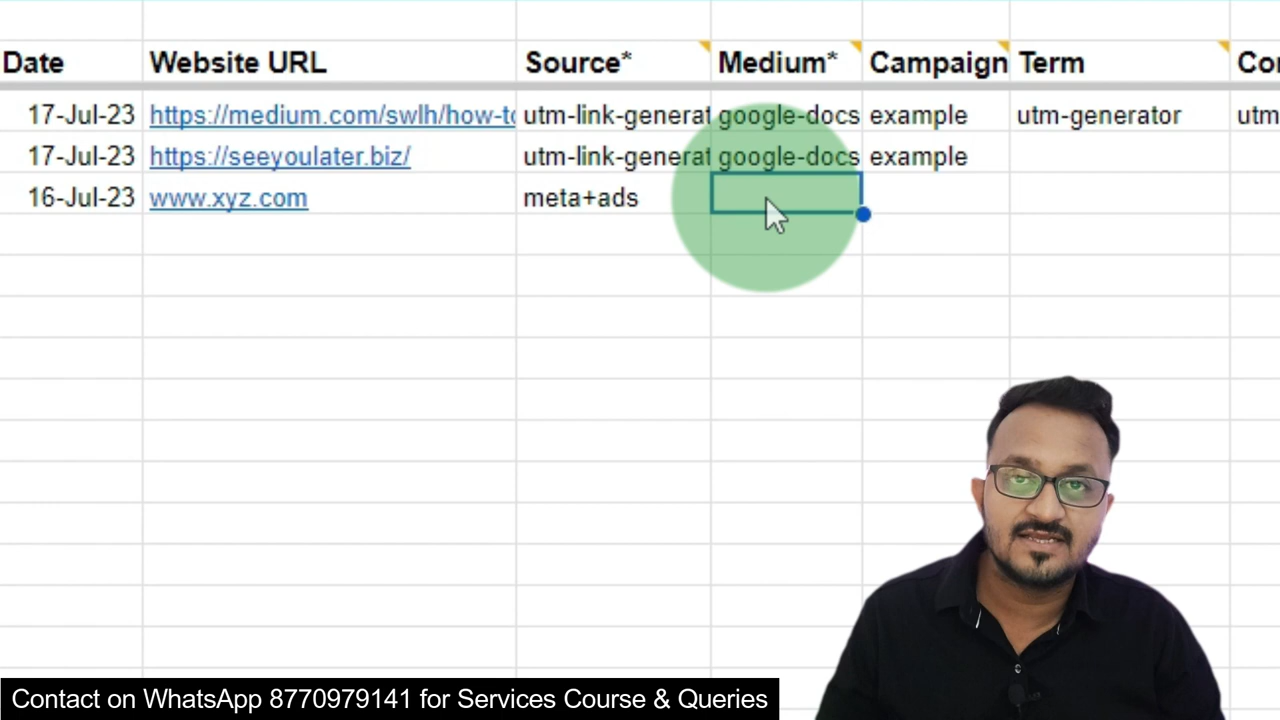 Date Website URL Source* Medium* Campaign Term
17-Jul-23 https://medium.com/swlh/how-to utm-link-generat google-docs example utm-generator utm
17-Jul-23 https://seeyoulater.biz/ utm-link-generat google-docs example
16-Jul-23 www.xyz.com meta+ads
Contact on WhatsApp 8770979141 for Services Course & Queries